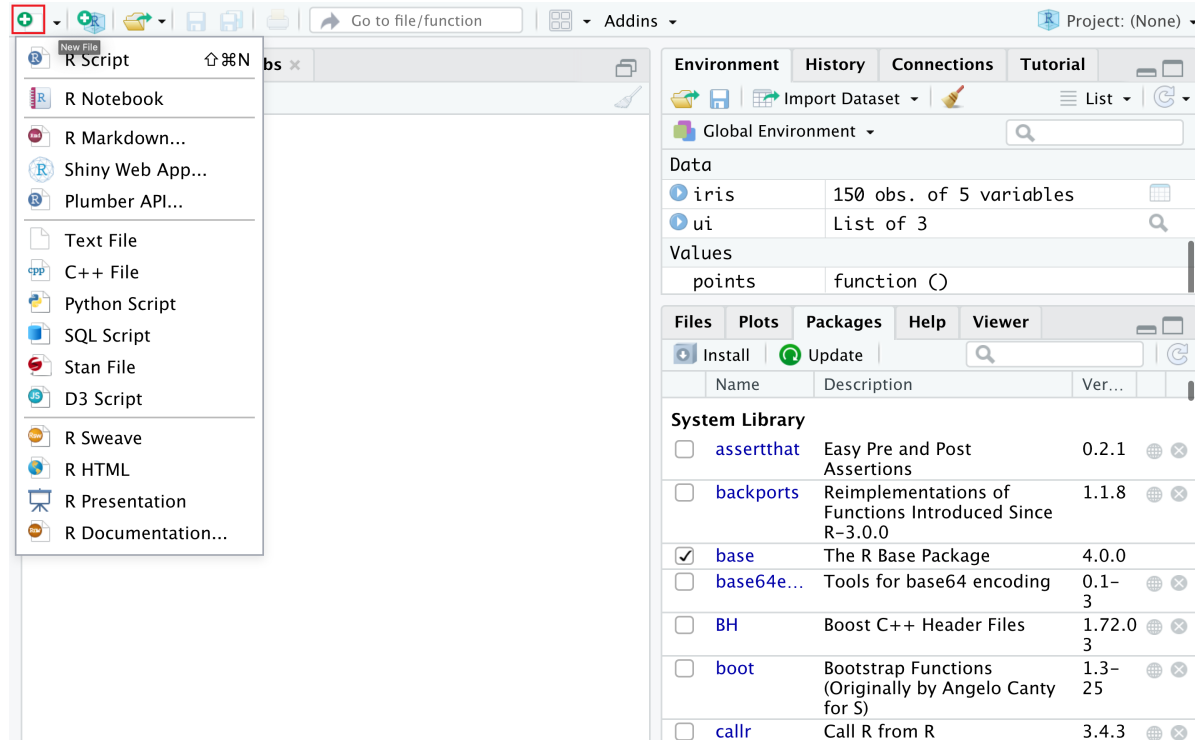 Go to file/function
Addins
Project: (None)
New File
R Script ⇧⌘N
R Notebook
R Markdown...
Shiny Web App...
Plumber API...
Text File
C++ File
Python Script
SQL Script
Stan File
D3 Script
R Sweave
R HTML
R Presentation
R Documentation...
bs
Environment History Connections Tutorial
Import Dataset List
Global Environment
Data
iris 150 obs. of 5 variables
ui List of 3
Values
points function ()
Files Plots Packages Help Viewer
Install Update
Name Description Ver...
System Library
assertthat Easy Pre and Post 0.2.1
Assertions
backports Reimplementations of 1.1.8
Functions Introduced Since
R-3.0.0
base The R Base Package 4.0.0
base64e... Tools for base64 encoding 0.1-
3
BH Boost C++ Header Files 1.72.0
3
boot Bootstrap Functions 1.3-
(Originally by Angelo Canty 25
for S)
callr Call R from R 3.4.3